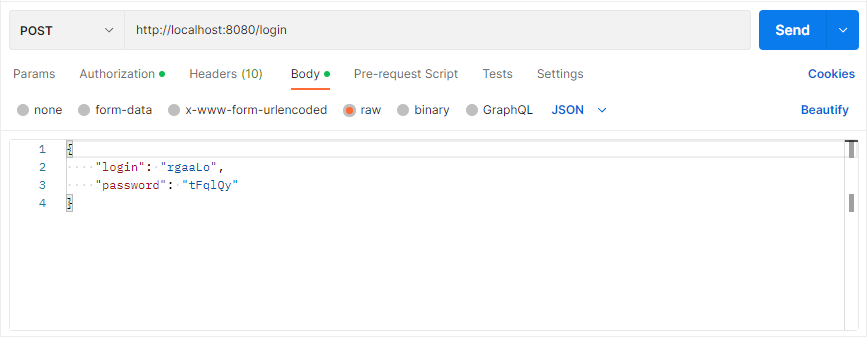 POST http://localhost:8080/login Send
Params Authorization Headers (10) Body Pre-request Script Tests Settings Cookies
none form-data x-www-form-urlencoded raw binary GraphQL JSON Beautify
1 {
2 "login": "rgaaLo",
3 "password": "tFqlQy"
4 }